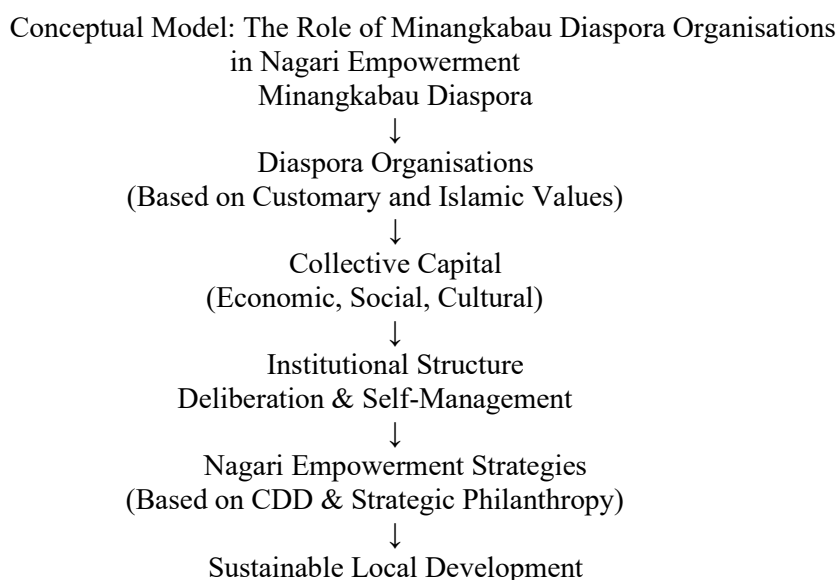 Conceptual Model: The Role of Minangkabau Diaspora Organisations
in Nagari Empowerment
Minangkabau Diaspora
↓
Diaspora Organisations
(Based on Customary and Islamic Values)
↓
Collective Capital
(Economic, Social, Cultural)
↓
Institutional Structure
Deliberation & Self-Management
↓
Nagari Empowerment Strategies
(Based on CDD & Strategic Philanthropy)
↓
Sustainable Local Development